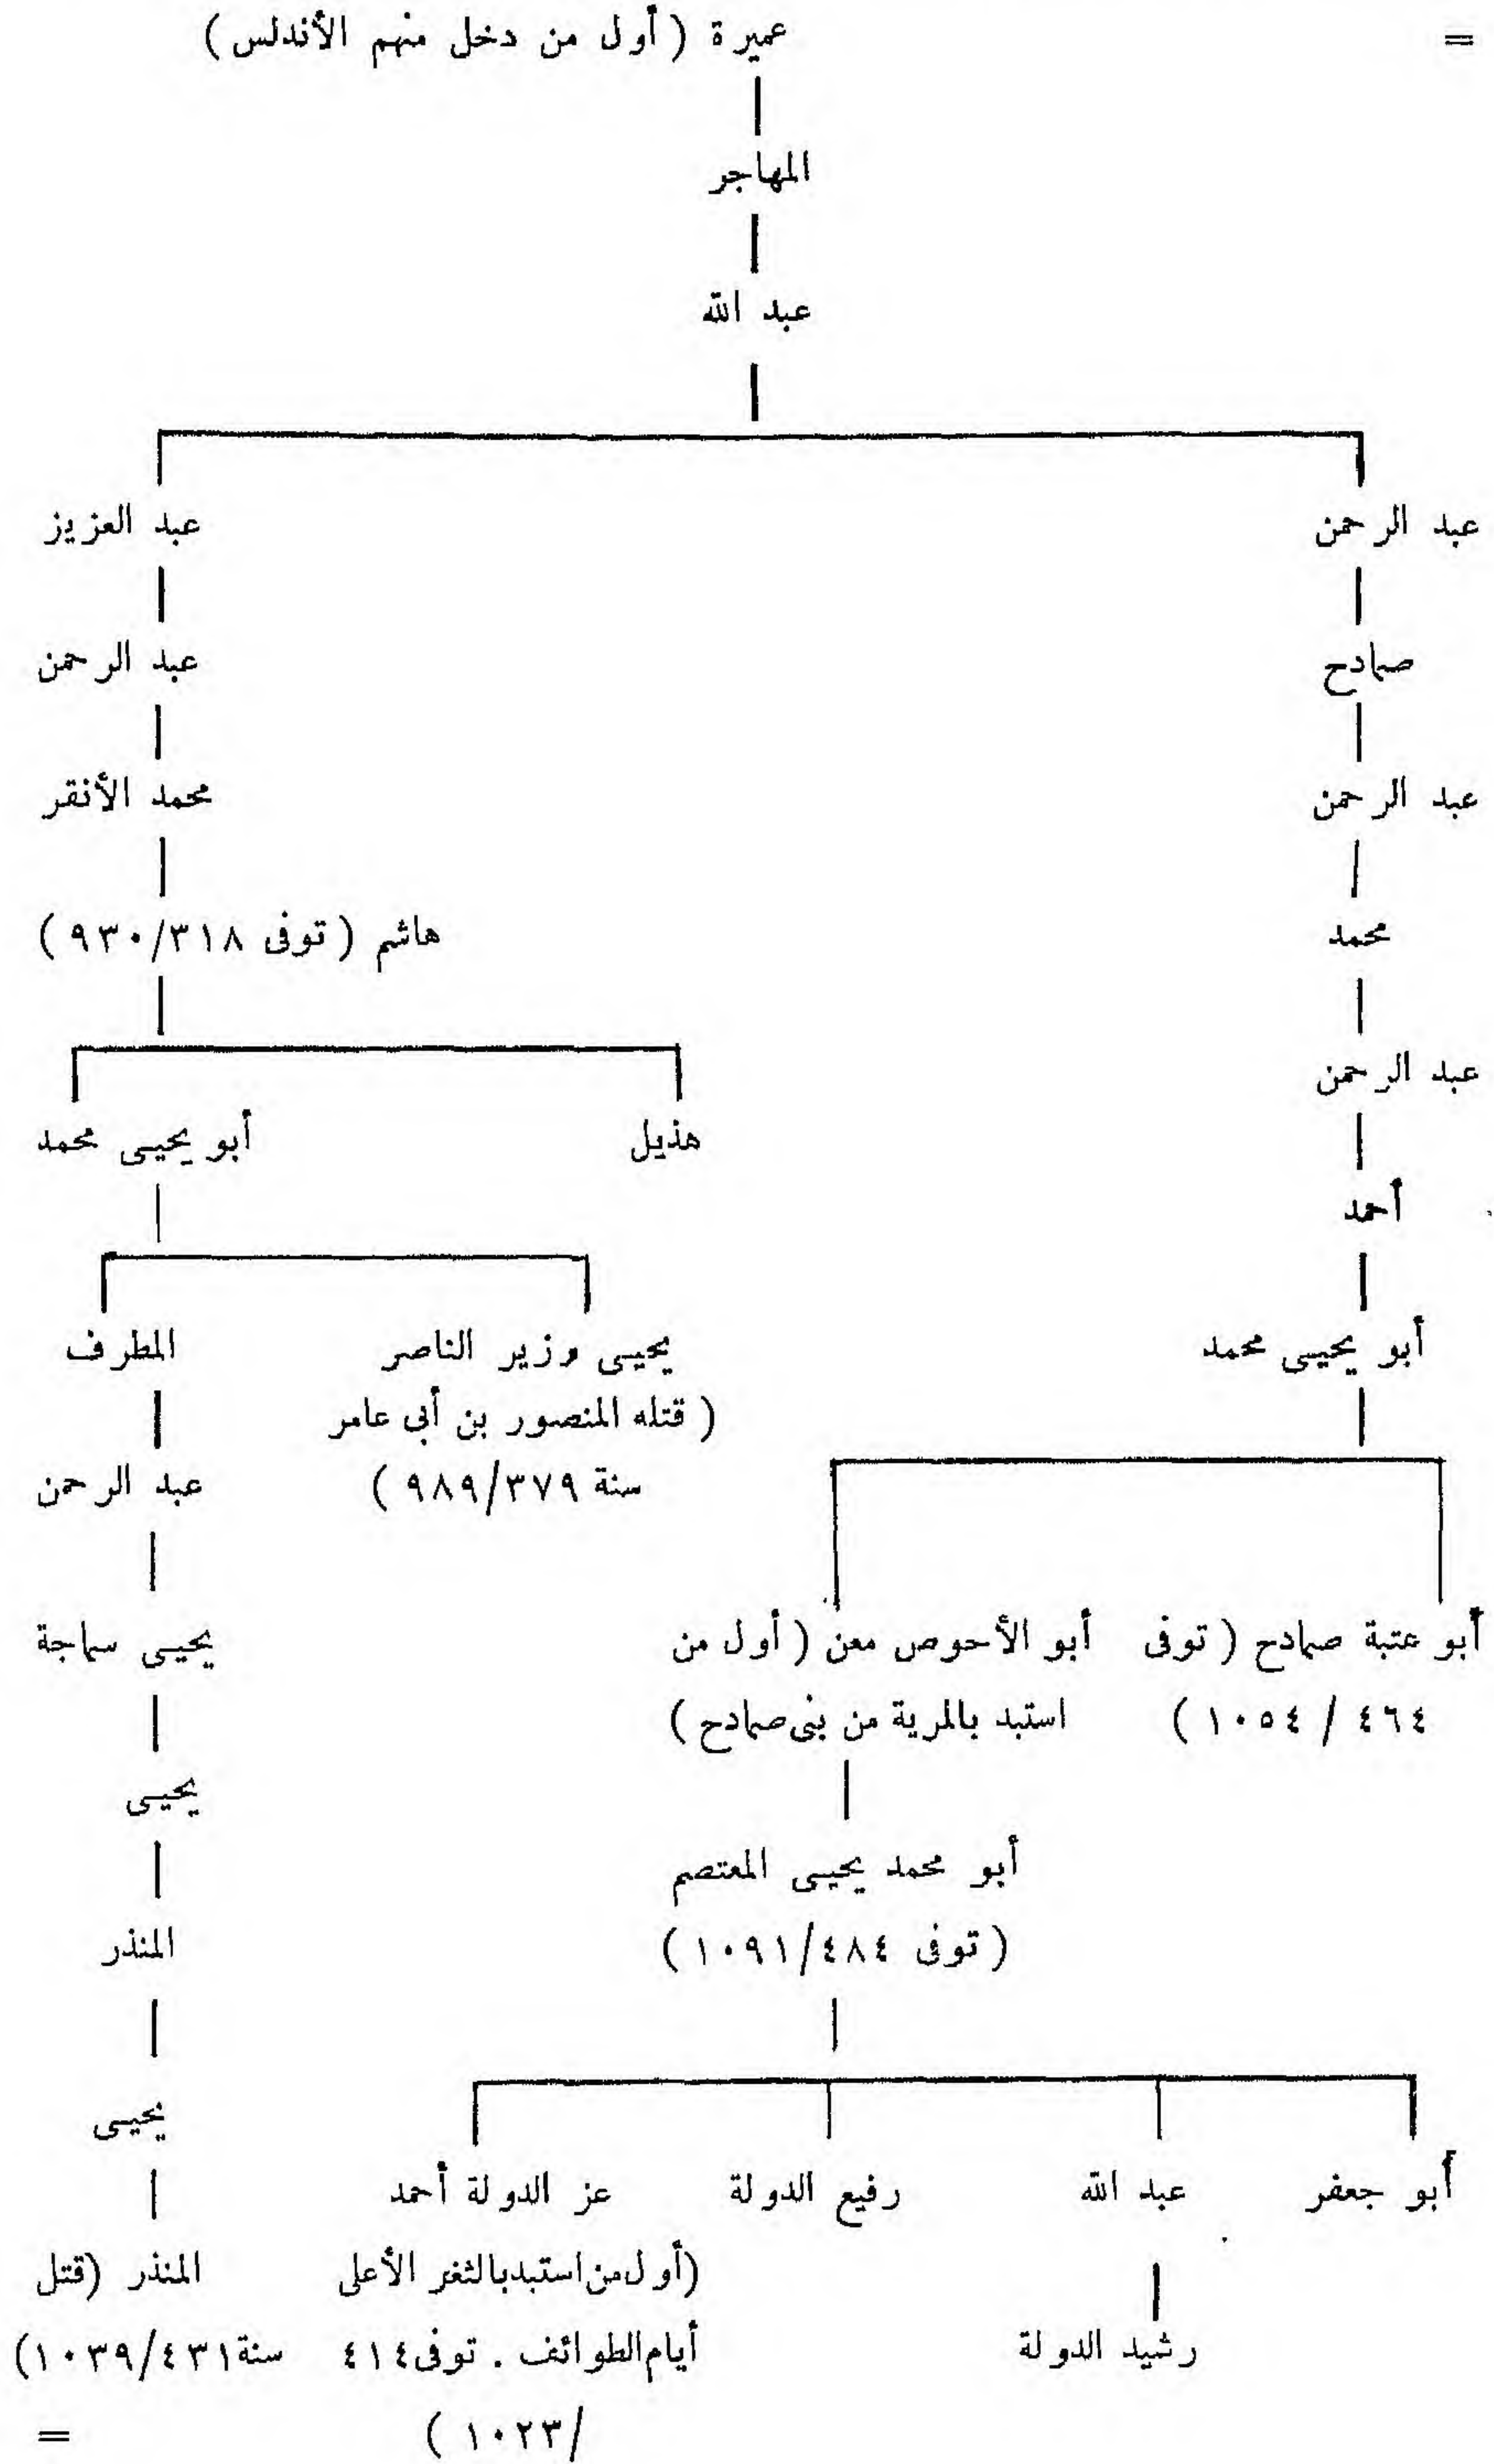 =
عميرة ( أول من دخل منهم الأندلس )
المهاجر
عبد الله
عبد الرحمن عبد العزيز
صمادح عبد الرحمن
عبد الرحمن محمد الأنقر
محمد هاشم ( توفى ٣١٨/٩٣٠ )
عبد الرحمن
هذيل أبو يحيى محمد
أحمد
أبو يحيى محمد يحيى وزير الناصر المطرف
( قتله المنصور بن أبى عامر
سنة ٣٧٩/٩٨٩ ) عبد الرحمن
أبو عتبة صمادح ( توفى أبو الأحوص معن ( أول من يحيى سماجة
٤٦٤ / ١٠٥٤ ) استبد بالمرية من بنى صمادح )
يحيى
أبو محمد يحيى المعتصم
( توفى ٤٨٤/١٠٩١ ) المنذر
يحيى
أبو جعفر عبد الله رفيع الدولة عز الدولة أحمد
(أول من استبد بالثغر الأعلى المنذر (قتل
رشيد الدولة أيام الطوائف . توفى ٤١٤ سنة ٤٣١/١٠٣٩)
/١٠٢٣ ) =